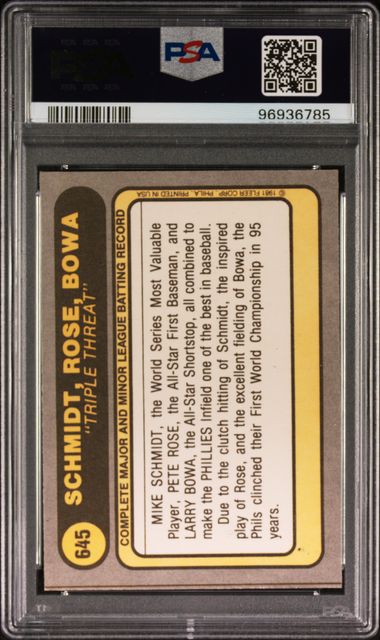 PSA
96936785
645
SCHMIDT, ROSE, BOWA
"TRIPLE THREAT"
COMPLETE MAJOR AND MINOR LEAGUE BATTING RECORD
MIKE SCHMIDT, the World Series Most Valuable
Player, PETE ROSE, the All-Star First Baseman, and
LARRY BOWA, the All-Star Shortstop, all combined to
make the PHILLIES Infield one of the best in baseball.
Due to the clutch hitting of Schmidt, the inspired
play of Rose, and the excellent fielding of Bowa, the
Phils clinched their First World Championship in 95
years.
© 1981 FLEER CORP., PHILA. PRINTED IN USA